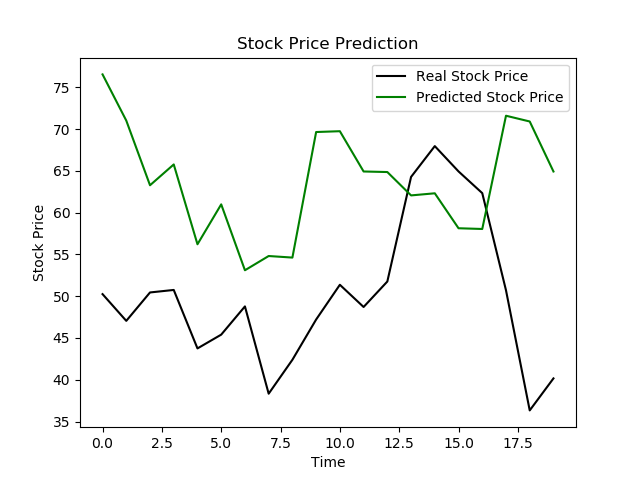 Stock Price Prediction
Real Stock Price
Predicted Stock Price
Stock Price
75
70
65
60
55
50
45
40
35
0.0 2.5 5.0 7.5 10.0 12.5 15.0 17.5
Time